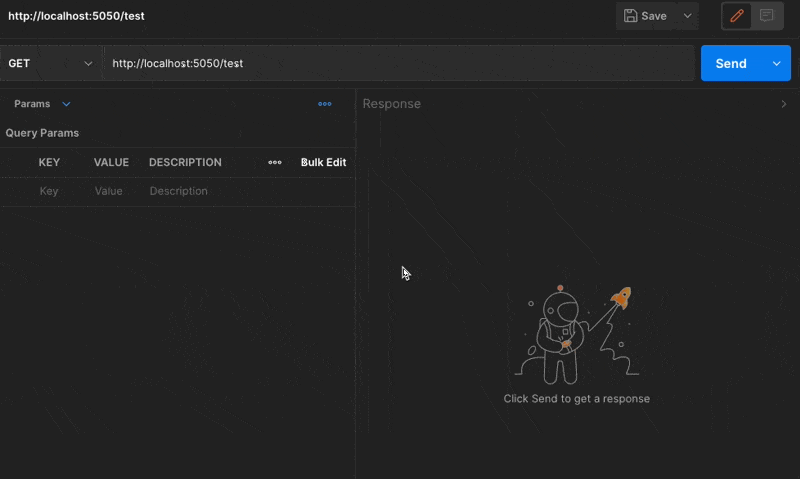 http://localhost:5050/test
Save
GET
http://localhost:5050/test
Send
Params
Response
Query Params
KEY VALUE DESCRIPTION Bulk Edit
Key Value Description
Click Send to get a response